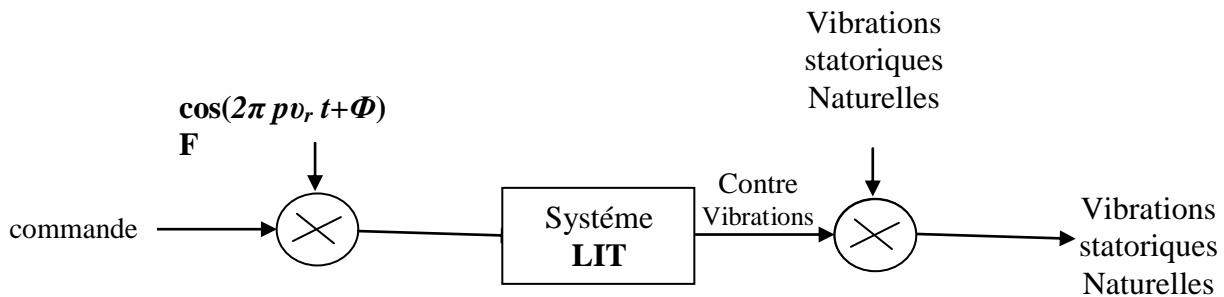 Vibrations
statoriques
Naturelles
cos(2π pυr t+Φ)
F
commande
Systéme
LIT
Contre
Vibrations
Vibrations
statoriques
Naturelles